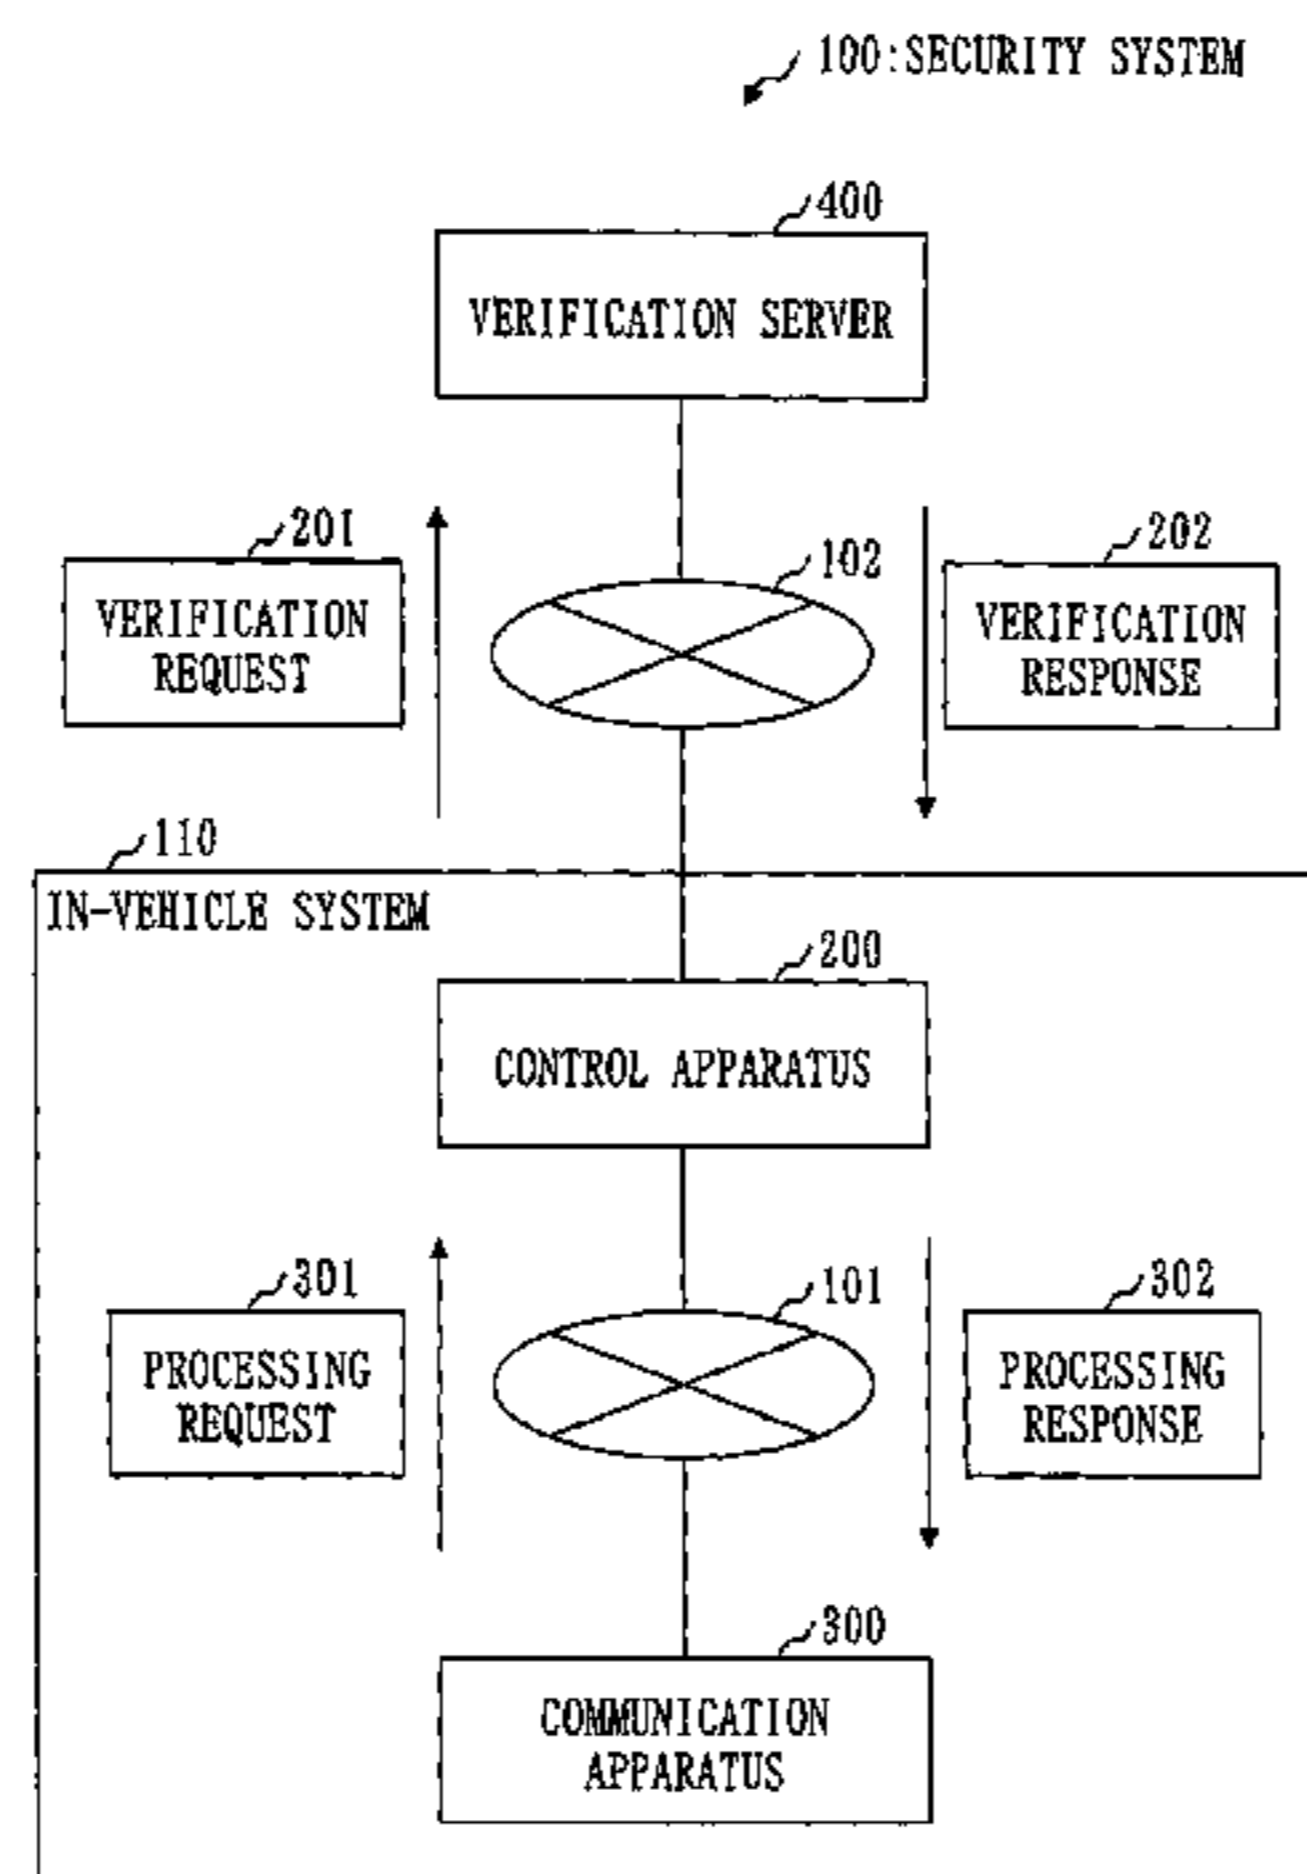 100:SECURITY SYSTEM
400
VERIFICATION SERVER
201
VERIFICATION
REQUEST
102
202
VERIFICATION
RESPONSE
110
IN-VEHICLE SYSTEM
200
CONTROL APPARATUS
301
PROCESSING
REQUEST
101
302
PROCESSING
RESPONSE
300
COMMUNICATION
APPARATUS